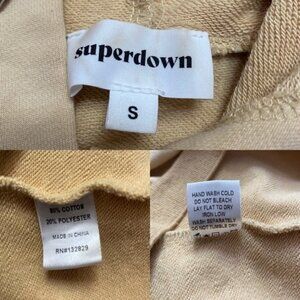 superdown
S
80% COTTON
20% POLYESTER
MADE IN CHINA
RN#132829
HAND WASH COLD
DO NOT BLEACH
LAY FLAT TO DRY
IRON LOW
WASH SEPARATELY
DO NOT TUMBLE DRY